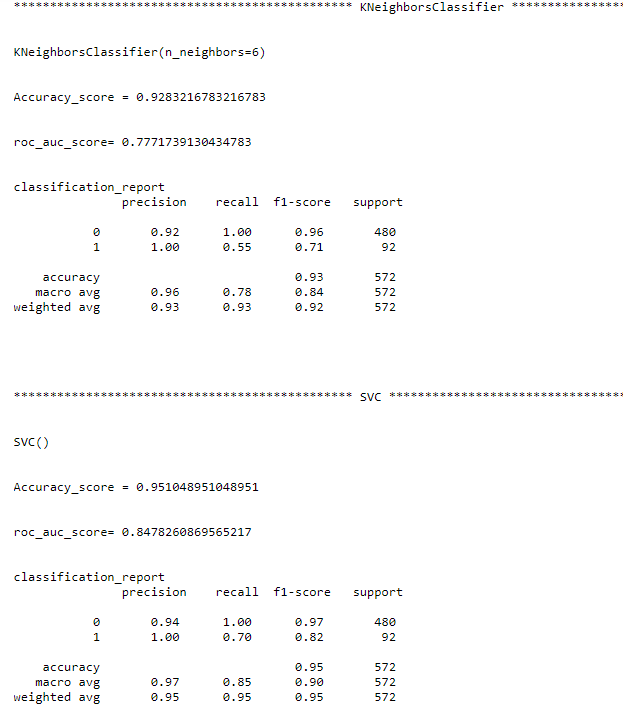 *********************************************** KNeighborsClassifier ****************
KNeighborsClassifier(n_neighbors=6)
Accuracy_score = 0.9283216783216783
roc_auc_score= 0.7771739130434783
classification_report
precision recall f1-score support
0 0.92 1.00 0.96 480
1 1.00 0.55 0.71 92
accuracy 0.93 572
macro avg 0.96 0.78 0.84 572
weighted avg 0.93 0.93 0.92 572
*********************************************** SVC *********************************
SVC()
Accuracy_score = 0.951048951048951
roc_auc_score= 0.8478260869565217
classification_report
precision recall f1-score support
0 0.94 1.00 0.97 480
1 1.00 0.70 0.82 92
accuracy 0.95 572
macro avg 0.97 0.85 0.90 572
weighted avg 0.95 0.95 0.95 572